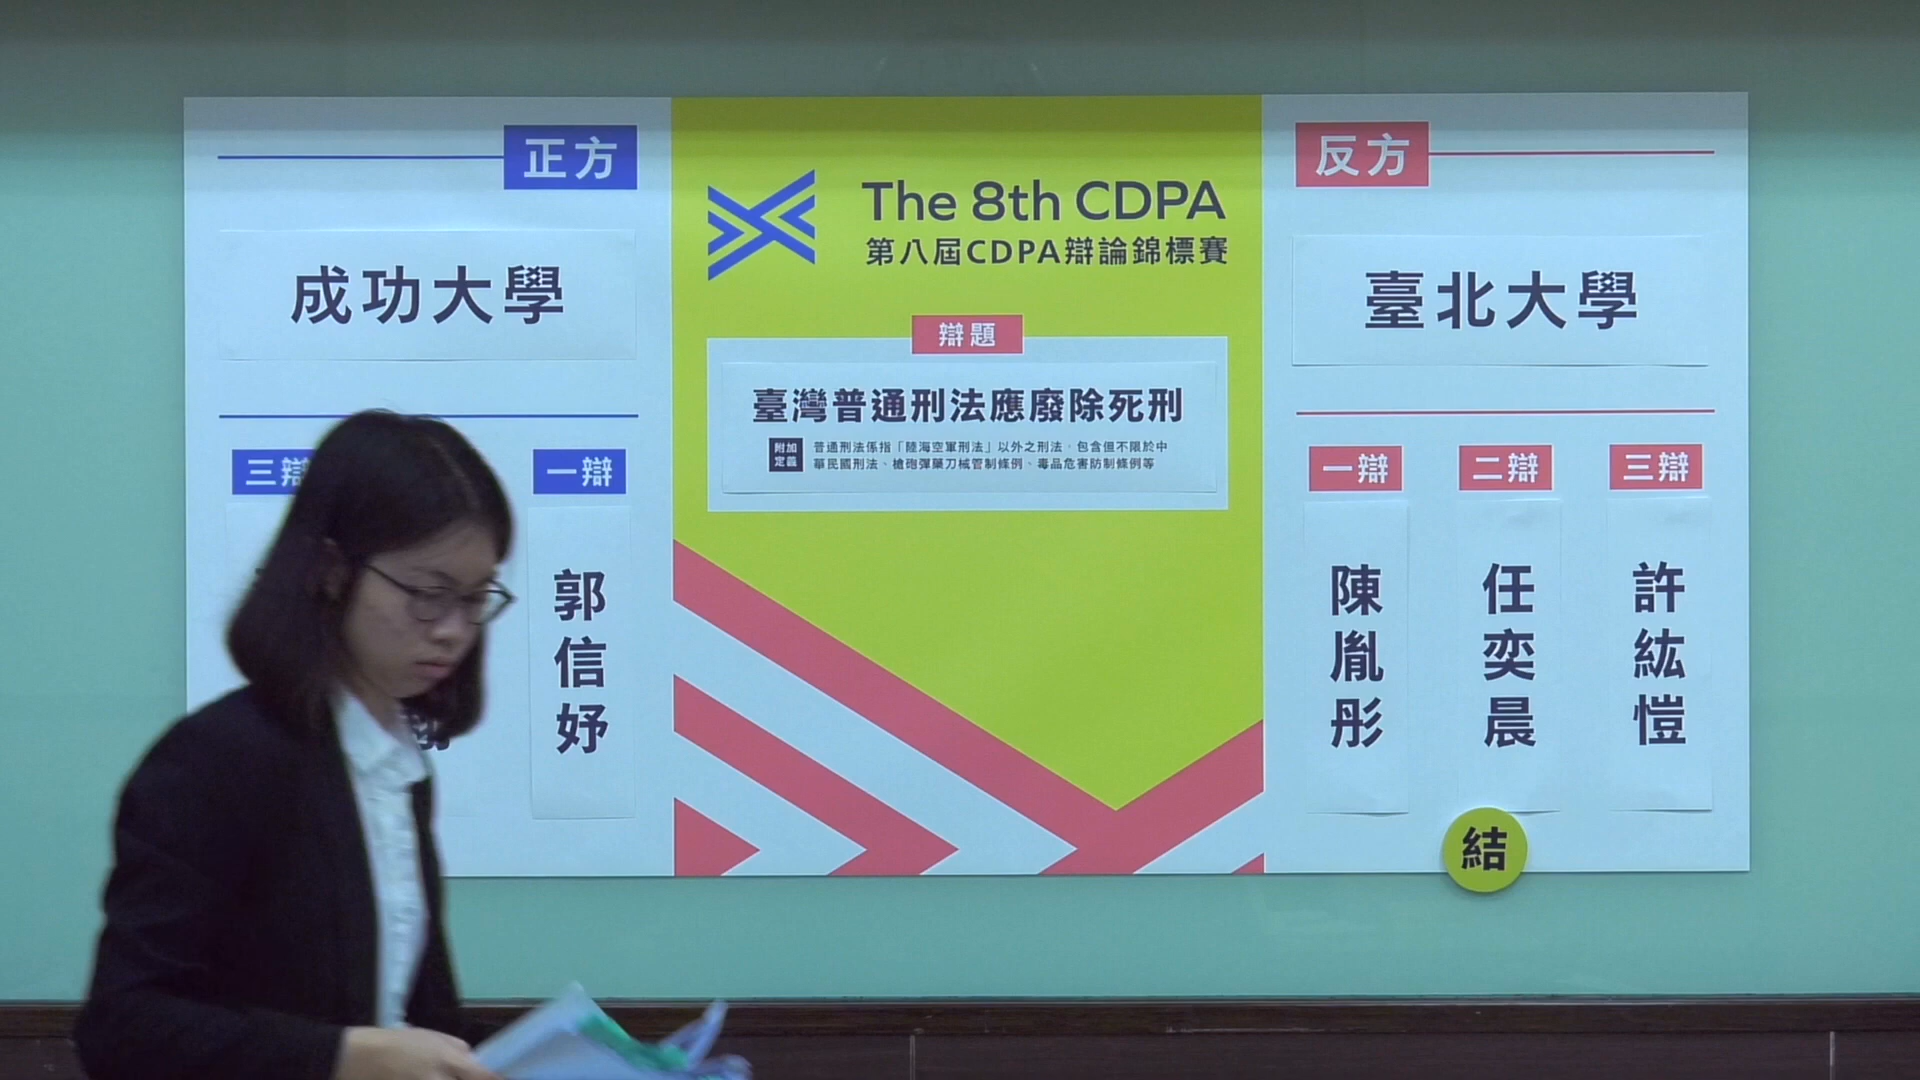 正方
成功大學
三辯
一辯
郭信妤
The 8th CDPA
第八屆CDPA辯論錦標賽
辯題
臺灣普通刑法應廢除死刑
附加定義
普通刑法係指「陸海空軍刑法」以外之刑法，包含但不限於中
華民國刑法、槍砲彈藥刀械管制條例、毒品危害防制條例等
反方
臺北大學
一辯
二辯
三辯
陳胤彤
任奕晨
許紘愷
結